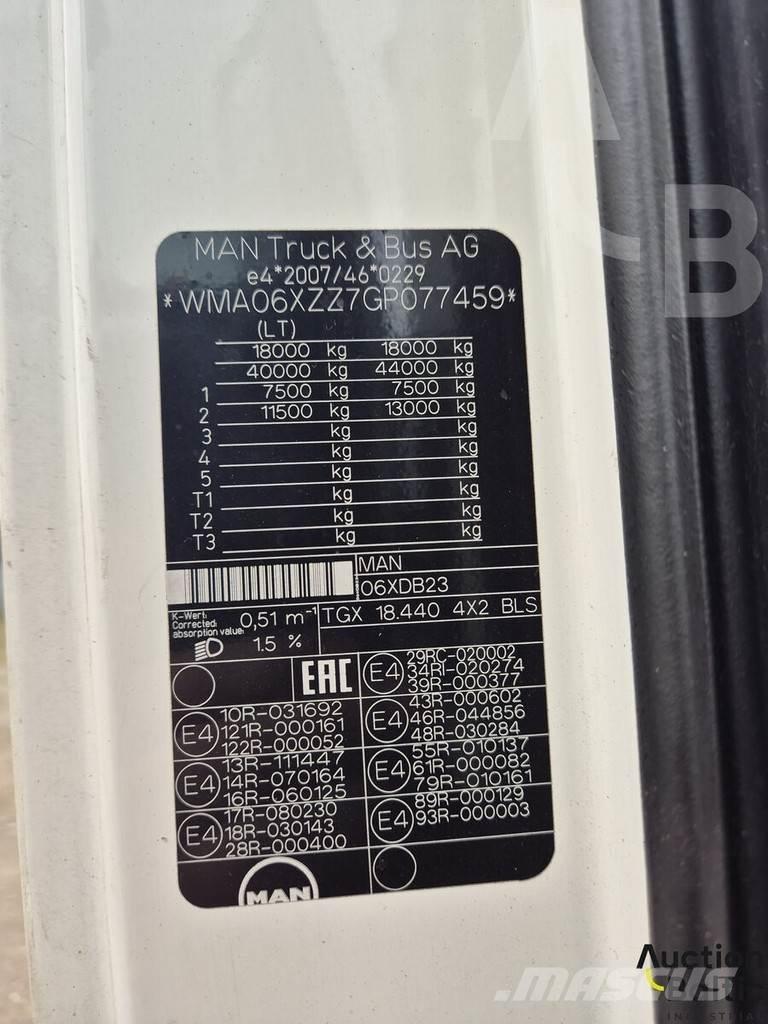 MAN Truck & Bus AG
e4*2007/46*0229
*WMA06XZZ7GP077459*
(LT)
18000 kg 18000 kg
40000 kg 44000 kg
1 7500 kg 7500 kg
2 11500 kg 13000 kg
3 kg kg
4 kg kg
5 kg kg
T1 kg kg
T2 kg kg
T3 kg kg
MAN
06XDB23
K-Wert:
Corrected
absorption value:
0,51 m⁻¹
1.5 %
TGX 18.440 4X2 BLS
EAC
E4
29RC-020002
34RI-020274
39R-000377
E4
10R-031692
121R-000161
122R-000052
E4
43R-000602
46R-044856
48R-030284
E4
13R-111447
14R-070164
16R-060125
E4
55R-010137
61R-000082
79R-010161
E4
17R-080230
18R-030143
28R-000400
E4
89R-000129
93R-000003
MAN
A
B
Auction
MASCUS
INDUSTRIAL